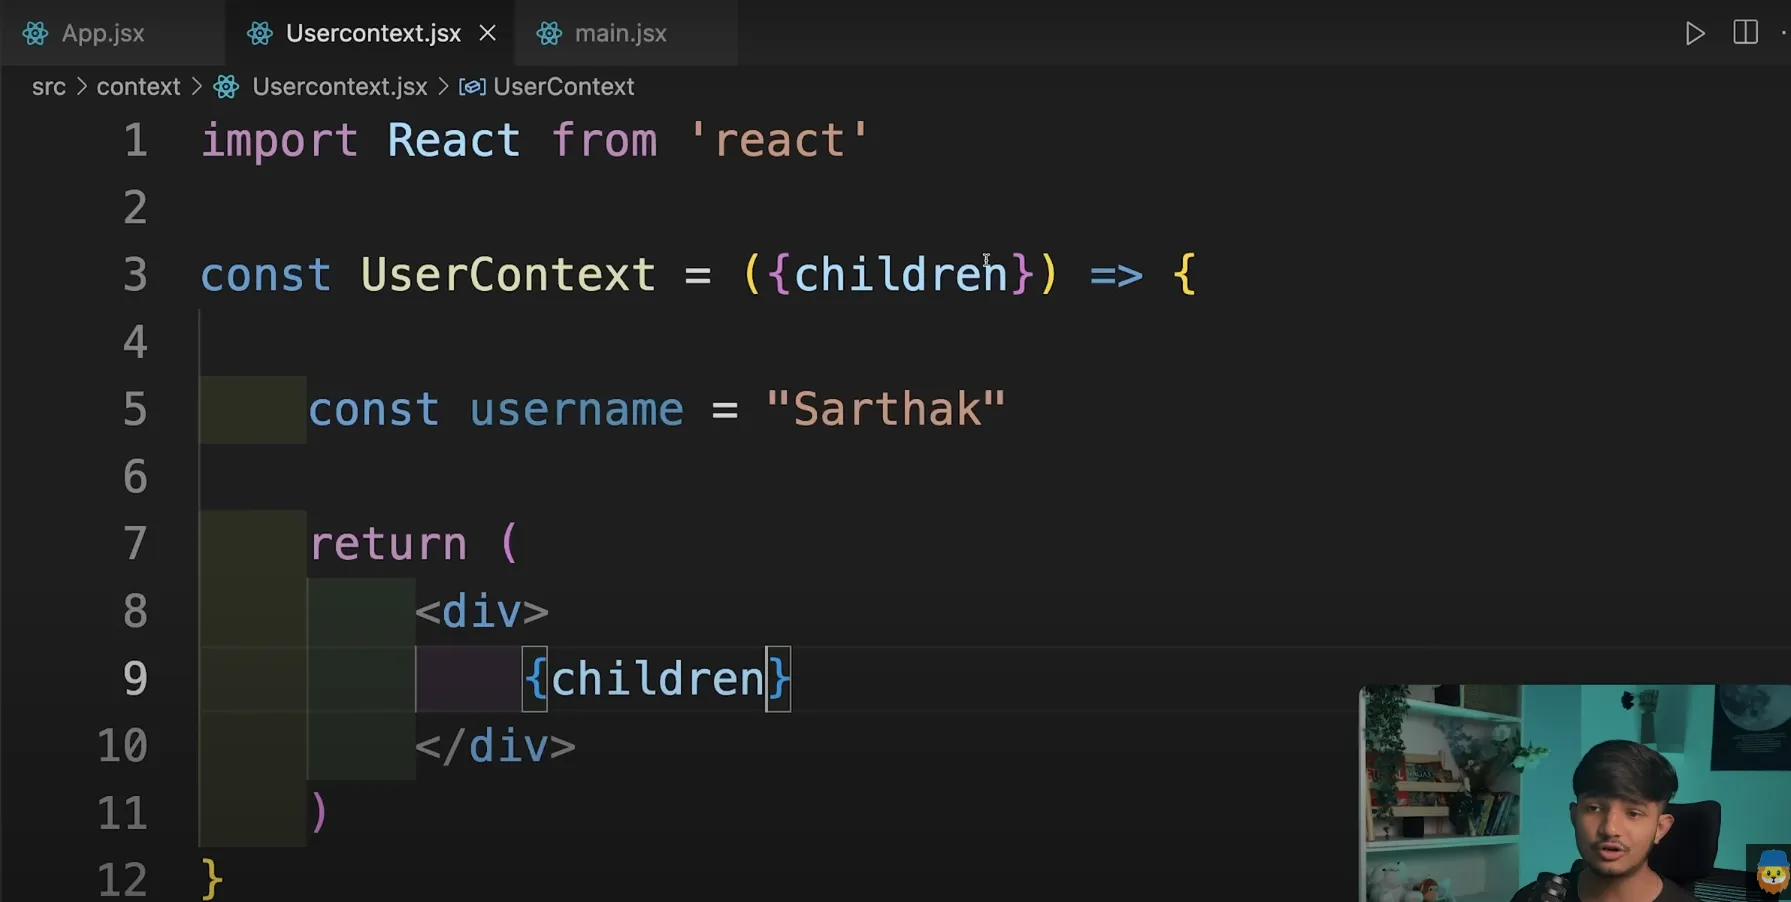 App.jsx
Usercontext.jsx
main.jsx
src > context > Usercontext.jsx > UserContext
1 import React from 'react'
2
3 const UserContext = ({children}) => {
4
5 const username = "Sarthak"
6
7 return (
8 <div>
9 {children}
10 </div>
11 )
12 }